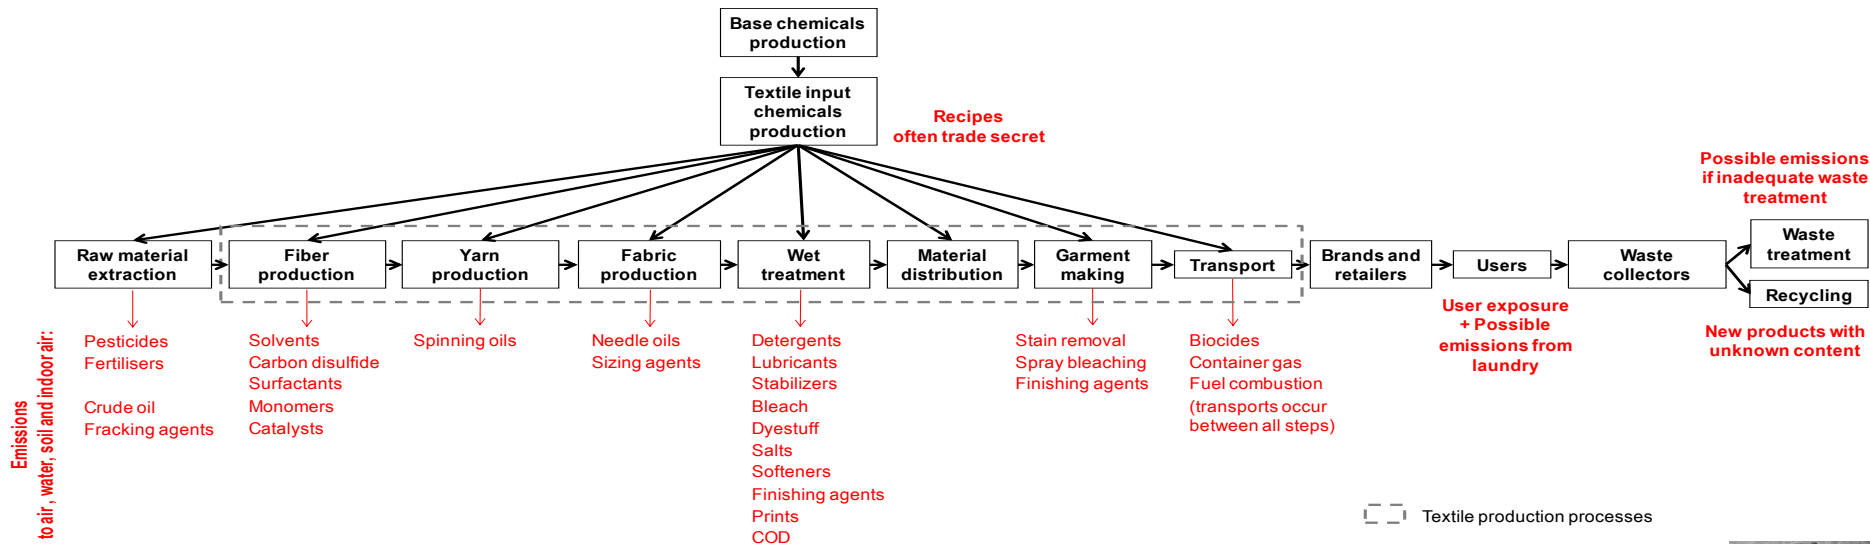 Base chemicals
production
Textile input
chemicals
production
Recipes
often trade secret
Possible emissions
if inadequate waste
treatment
Raw material
extraction
Fiber
production
Yarn
production
Fabric
production
Wet
treatment
Material
distribution
Garment
making
Transport
Brands and
retailers
Users
Waste
collectors
Waste
treatment
Recycling
Emissions
to air, water, soil and indoor air:
Pesticides
Fertilisers
Crude oil
Fracking agents
Solvents
Carbon disulfide
Surfactants
Monomers
Catalysts
Spinning oils
Needle oils
Sizing agents
Detergents
Lubricants
Stabilizers
Bleach
Dyestuff
Salts
Softeners
Finishing agents
Prints
COD
Stain removal
Spray bleaching
Finishing agents
Biocides
Container gas
Fuel combustion
(transports occur
between all steps)
User exposure
+ Possible
emissions from
laundry
New products with
unknown content
Textile production processes